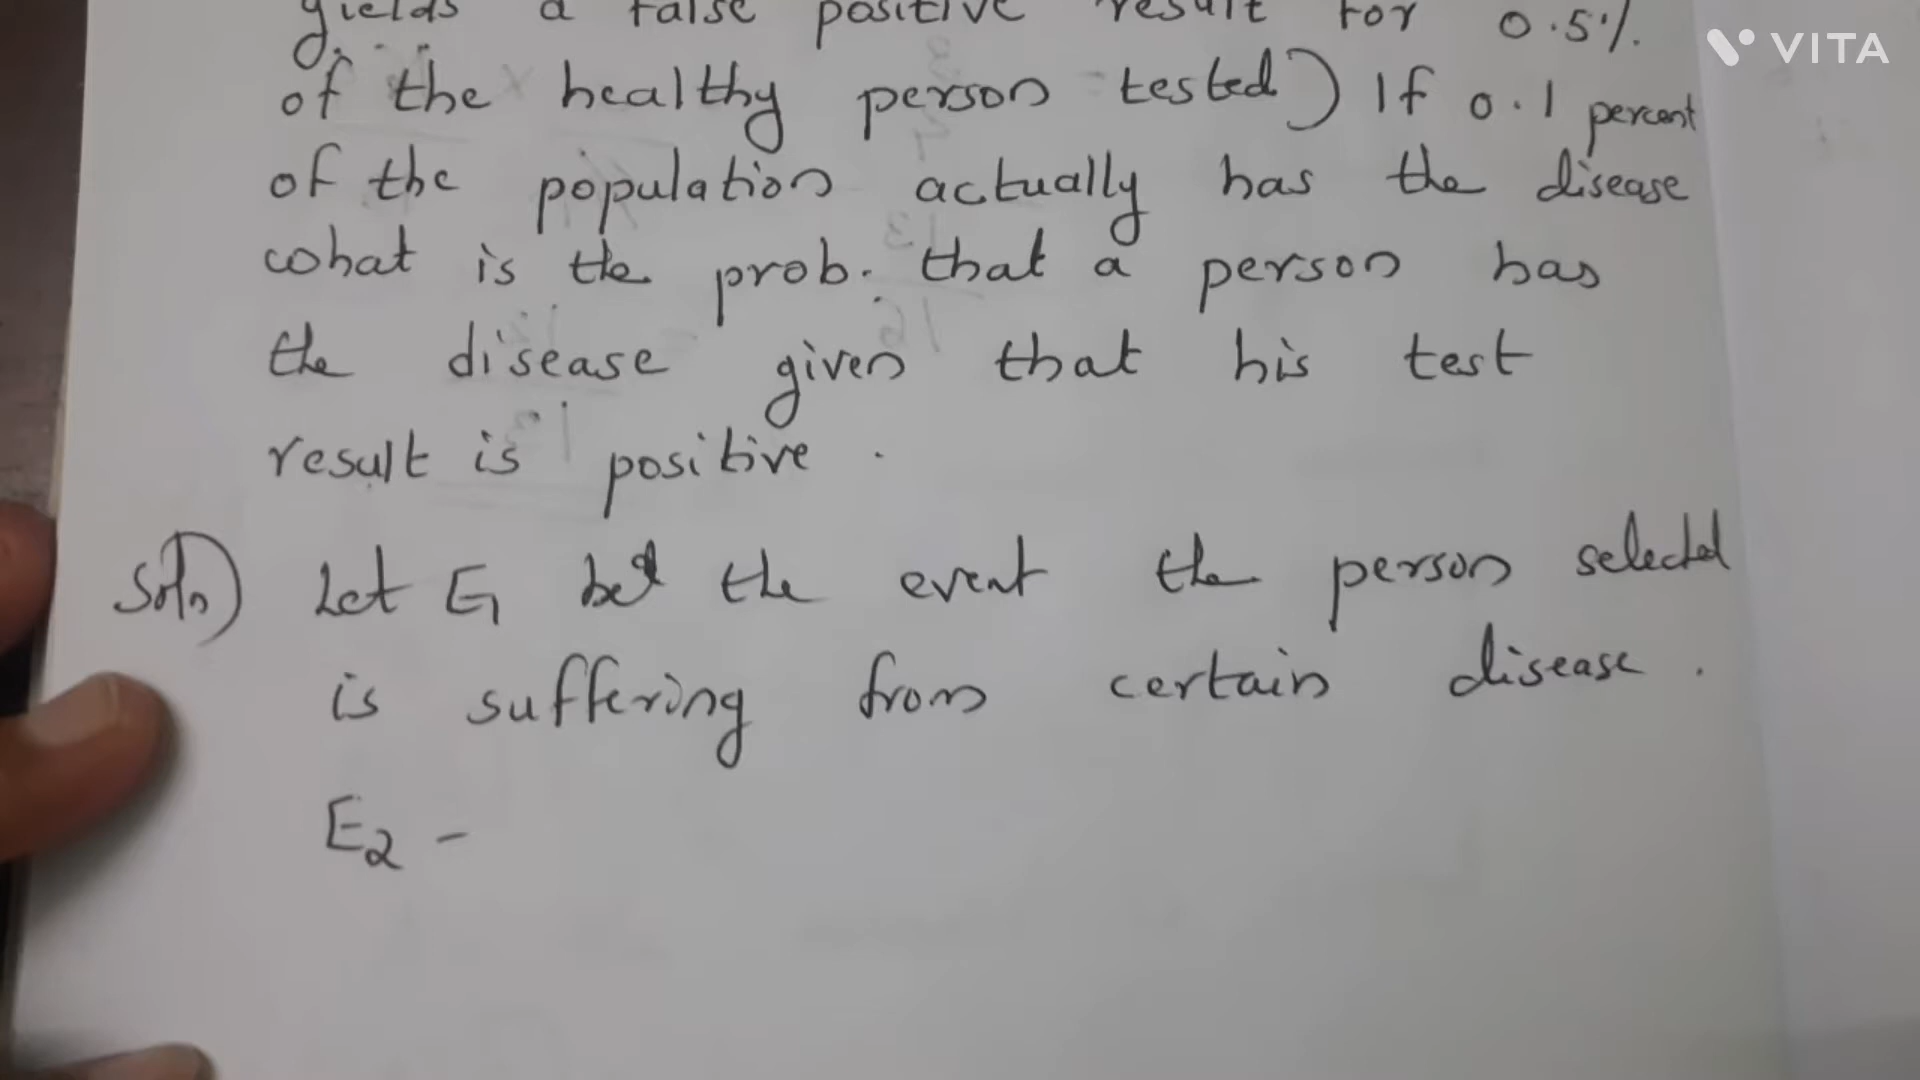 yields a false positive result for 0.5%.
VITA
of the healthy person tested) If 0.1 percent
of the population actually has the disease
what is the prob. that a person has
the disease given that his test
result is positive.
Soln) Let E1 be the event the person selected
is suffering from certain disease.
E2 -